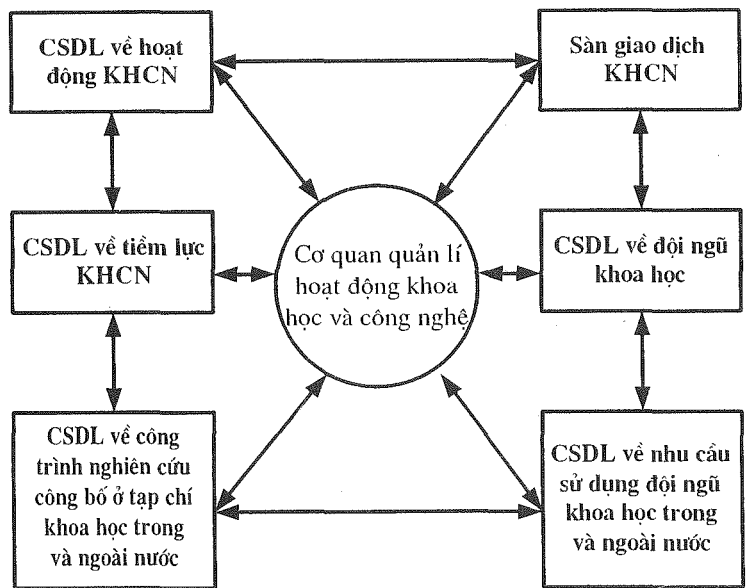 CSDL về hoạt
động KHCN
Sàn giao dịch
KHCN
CSDL về tiềm lực
KHCN
Cơ quan quản lí
hoạt động khoa
học và công nghệ
CSDL về đội ngũ
khoa học
CSDL về công
trình nghiên cứu
công bố ở tạp chí
khoa học trong
và ngoài nước
CSDL về nhu cầu
sử dụng đội ngũ
khoa học trong
và ngoài nước